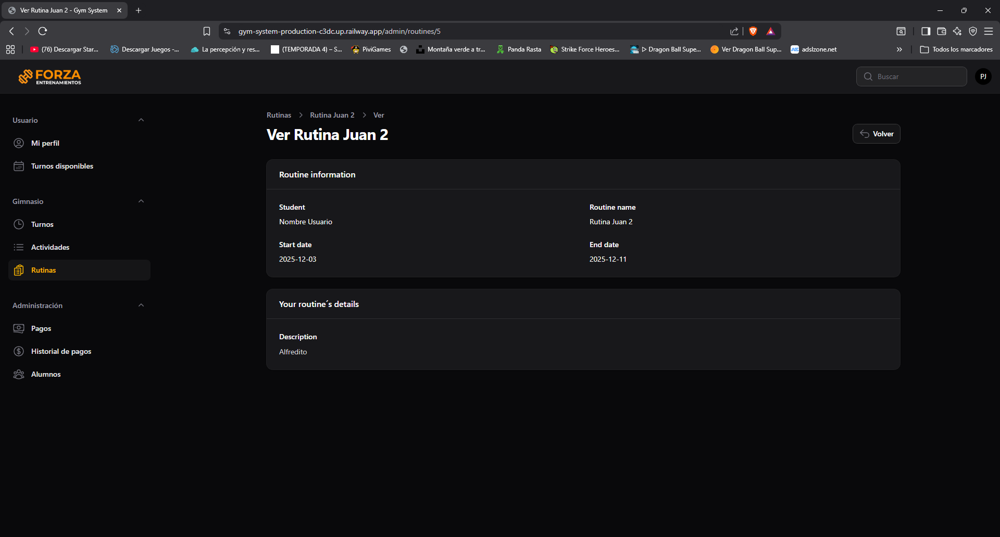 Ver Rutina Juan 2 - Gym System
gym-system-production-c3dc.up.railway.app/admin/routines/5
(76) Descargar Star...
Descargar Juegos -...
La percepción y res...
(TEMPORADA 4) – S...
PiviGames
Montaña verde a tr...
Panda Rasta
Strike Force Heroes...
ᐅ Dragon Ball Supe...
Ver Dragon Ball Sup...
adslzone.net
Todos los marcadores
FORZA
ENTRENAMIENTOS
Buscar
PJ
Usuario
Mi perfil
Turnos disponibles
Gimnasio
Turnos
Actividades
Rutinas
Administración
Pagos
Historial de pagos
Alumnos
Rutinas > Rutina Juan 2 > Ver
Ver Rutina Juan 2
Volver
Routine information
Student
Nombre Usuario
Routine name
Rutina Juan 2
Start date
2025-12-03
End date
2025-12-11
Your routine´s details
Description
Alfredito